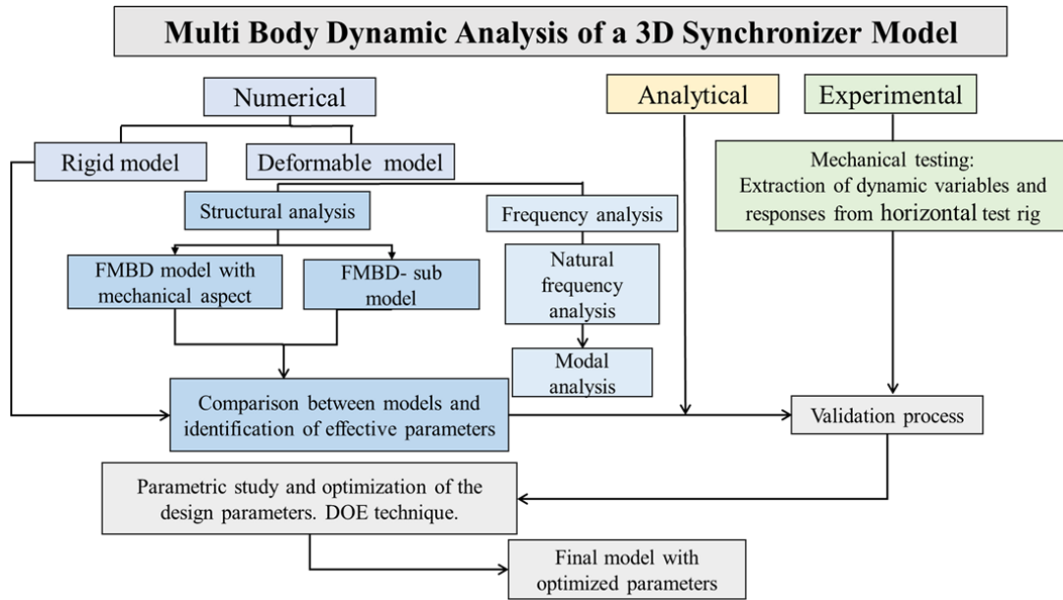 Multi Body Dynamic Analysis of a 3D Synchronizer Model
Numerical
Analytical
Experimental
Rigid model
Deformable model
Mechanical testing:
Extraction of dynamic variables and
responses from horizontal test rig
Structural analysis
Frequency analysis
FMBD model with
mechanical aspect
FMBD- sub
model
Natural
frequency
analysis
Modal
analysis
Comparison between models and
identification of effective parameters
Validation process
Parametric study and optimization of the
design parameters. DOE technique.
Final model with
optimized parameters